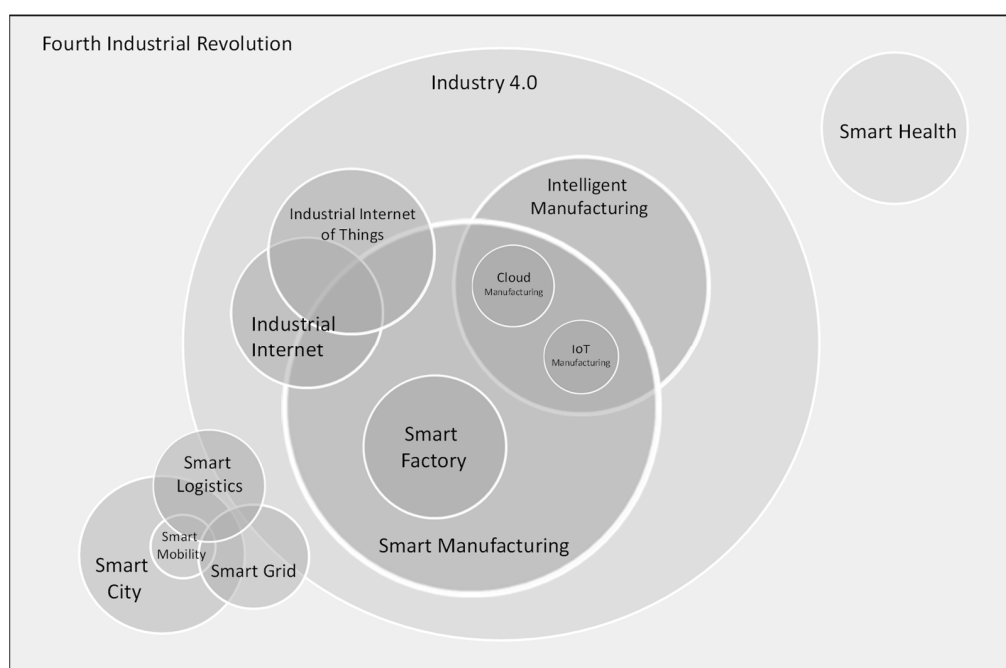 Fourth Industrial Revolution
Industry 4.0
Smart Health
Intelligent
Manufacturing
Industrial Internet
of Things
Cloud
Manufacturing
Industrial
Internet
IoT
Manufacturing
Smart
Factory
Smart
Logistics
Smart
Mobility
Smart Manufacturing
Smart
City
Smart Grid